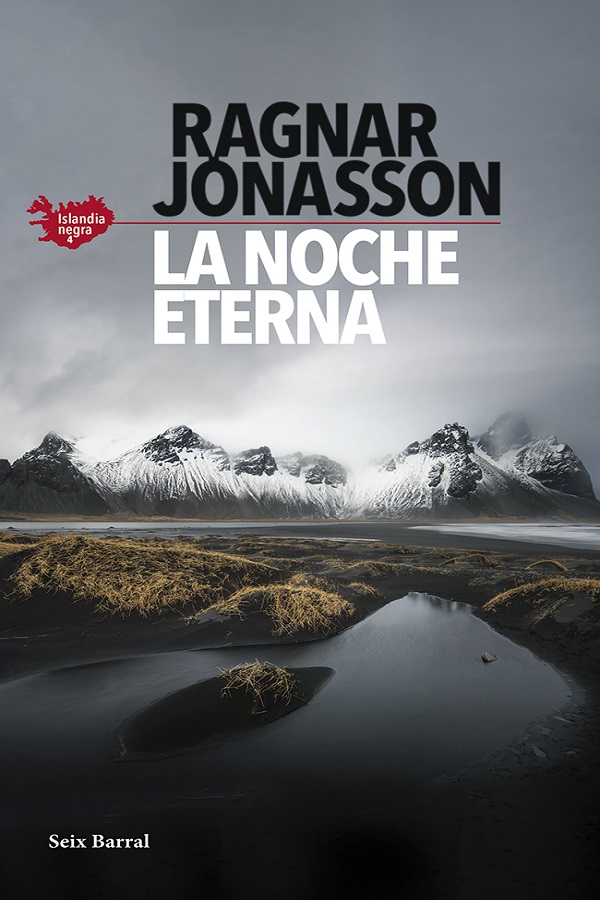 RAGNAR
JÓNASSON
Islandia
negra
4
LA NOCHE
ETERNA
Seix Barral